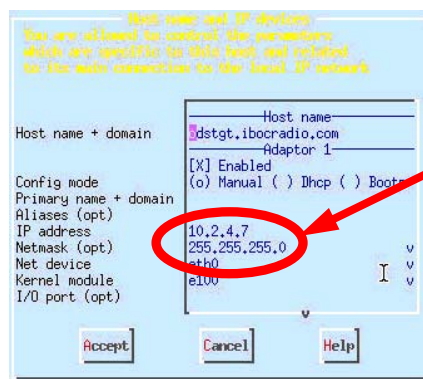 Host name and IP devices
You are allowed to control the parameters
which are specific to this host and related
to its main connection to the local IP network
Host name
Host name + domain dstgt.ibocradio.com
Adaptor 1
[X] Enabled
Config mode (o) Manual ( ) Dhcp ( )
Primary name + domain
Aliases (opt)
IP address 10.2.4.7
Netmask (opt) 255.255.255.0 v
Net device eth0 v
Kernel module e100 v
I/O port (opt)
v
Accept Cancel Help